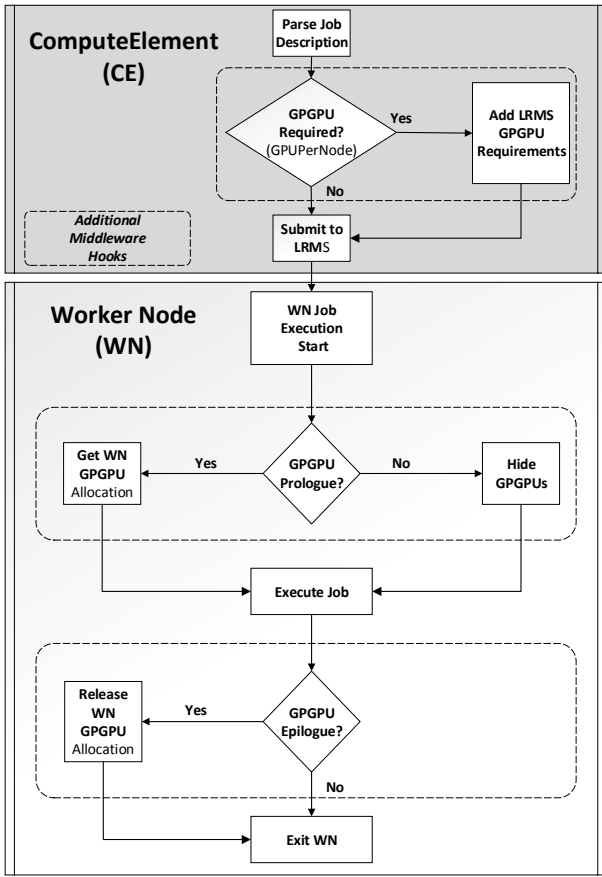 ComputeElement
(CE)
Parse Job
Description
GPGPU
Required?
(GPUPerNode)
Yes
Add LRMS
GPGPU
Requirements
No
Additional
Middleware
Hooks
Submit to
LRMS
Worker Node
(WN)
WN Job
Execution
Start
Get WN
GPGPU
Allocation
Yes
GPGPU
Prologue?
No
Hide
GPGPUs
Execute Job
Release
WN
GPGPU
Allocation
Yes
GPGPU
Epilogue?
No
Exit WN